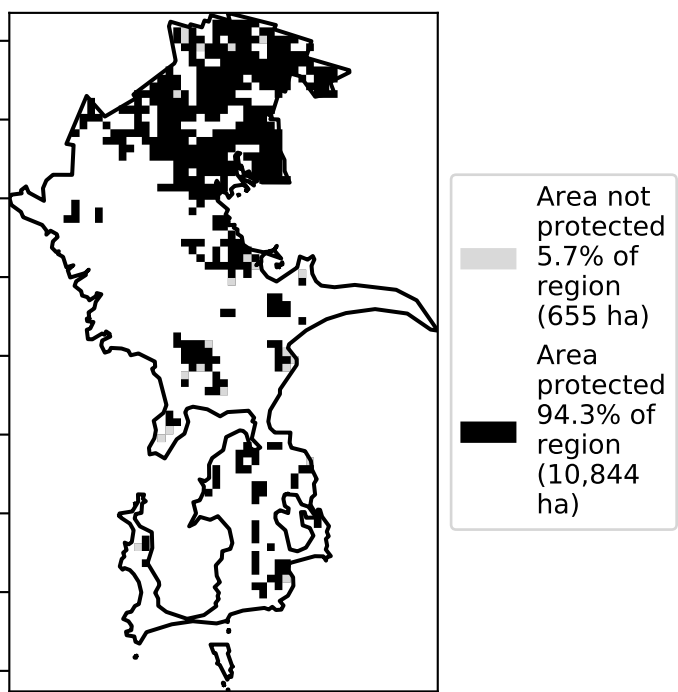 Area not
protected
5.7% of
region
(655 ha)
Area
protected
94.3% of
region
(10,844
ha)